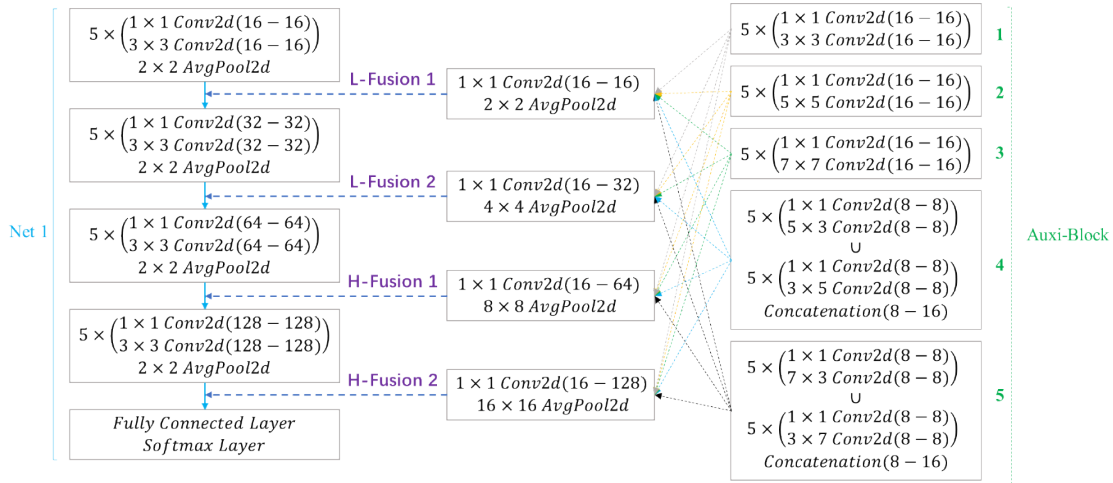 Net 1
5 × (1 × 1 Conv2d(16 − 16)
3 × 3 Conv2d(16 − 16))
2 × 2 AvgPool2d
5 × (1 × 1 Conv2d(32 − 32)
3 × 3 Conv2d(32 − 32))
2 × 2 AvgPool2d
5 × (1 × 1 Conv2d(64 − 64)
3 × 3 Conv2d(64 − 64))
2 × 2 AvgPool2d
5 × (1 × 1 Conv2d(128 − 128)
3 × 3 Conv2d(128 − 128))
2 × 2 AvgPool2d
Fully Connected Layer
Softmax Layer
L-Fusion 1
1 × 1 Conv2d(16 − 16)
2 × 2 AvgPool2d
L-Fusion 2
1 × 1 Conv2d(16 − 32)
4 × 4 AvgPool2d
H-Fusion 1
1 × 1 Conv2d(16 − 64)
8 × 8 AvgPool2d
H-Fusion 2
1 × 1 Conv2d(16 − 128)
16 × 16 AvgPool2d
5 × (1 × 1 Conv2d(16 − 16)
3 × 3 Conv2d(16 − 16))
1
5 × (1 × 1 Conv2d(16 − 16)
5 × 5 Conv2d(16 − 16))
2
5 × (1 × 1 Conv2d(16 − 16)
7 × 7 Conv2d(16 − 16))
3
5 × (1 × 1 Conv2d(8 − 8)
5 × 3 Conv2d(8 − 8))
∪
5 × (1 × 1 Conv2d(8 − 8)
3 × 5 Conv2d(8 − 8))
Concatenation(8 − 16)
4
5 × (1 × 1 Conv2d(8 − 8)
7 × 3 Conv2d(8 − 8))
∪
5 × (1 × 1 Conv2d(8 − 8)
3 × 7 Conv2d(8 − 8))
Concatenation(8 − 16)
5
Auxi-Block